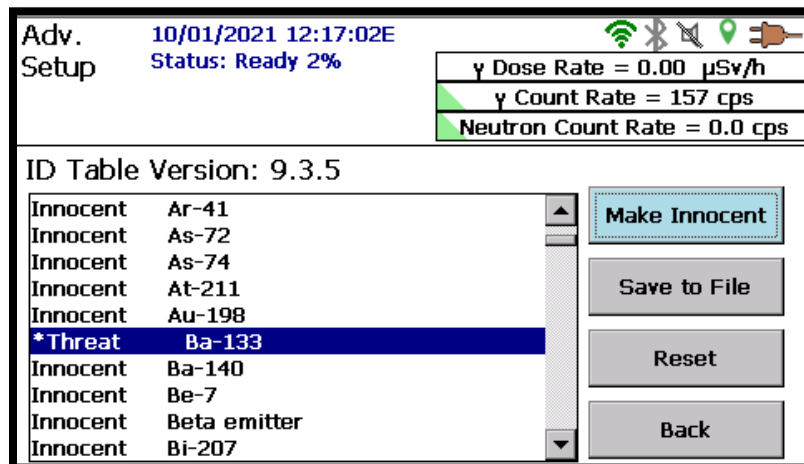 Adv. Setup
10/01/2021 12:17:02E
Status: Ready 2%
γ Dose Rate = 0.00 µSv/h
γ Count Rate = 157 cps
Neutron Count Rate = 0.0 cps
ID Table Version: 9.3.5
Innocent Ar-41
Innocent As-72
Innocent As-74
Innocent At-211
Innocent Au-198
*Threat Ba-133
Innocent Ba-140
Innocent Be-7
Innocent Beta emitter
Innocent Bi-207
Make Innocent
Save to File
Reset
Back